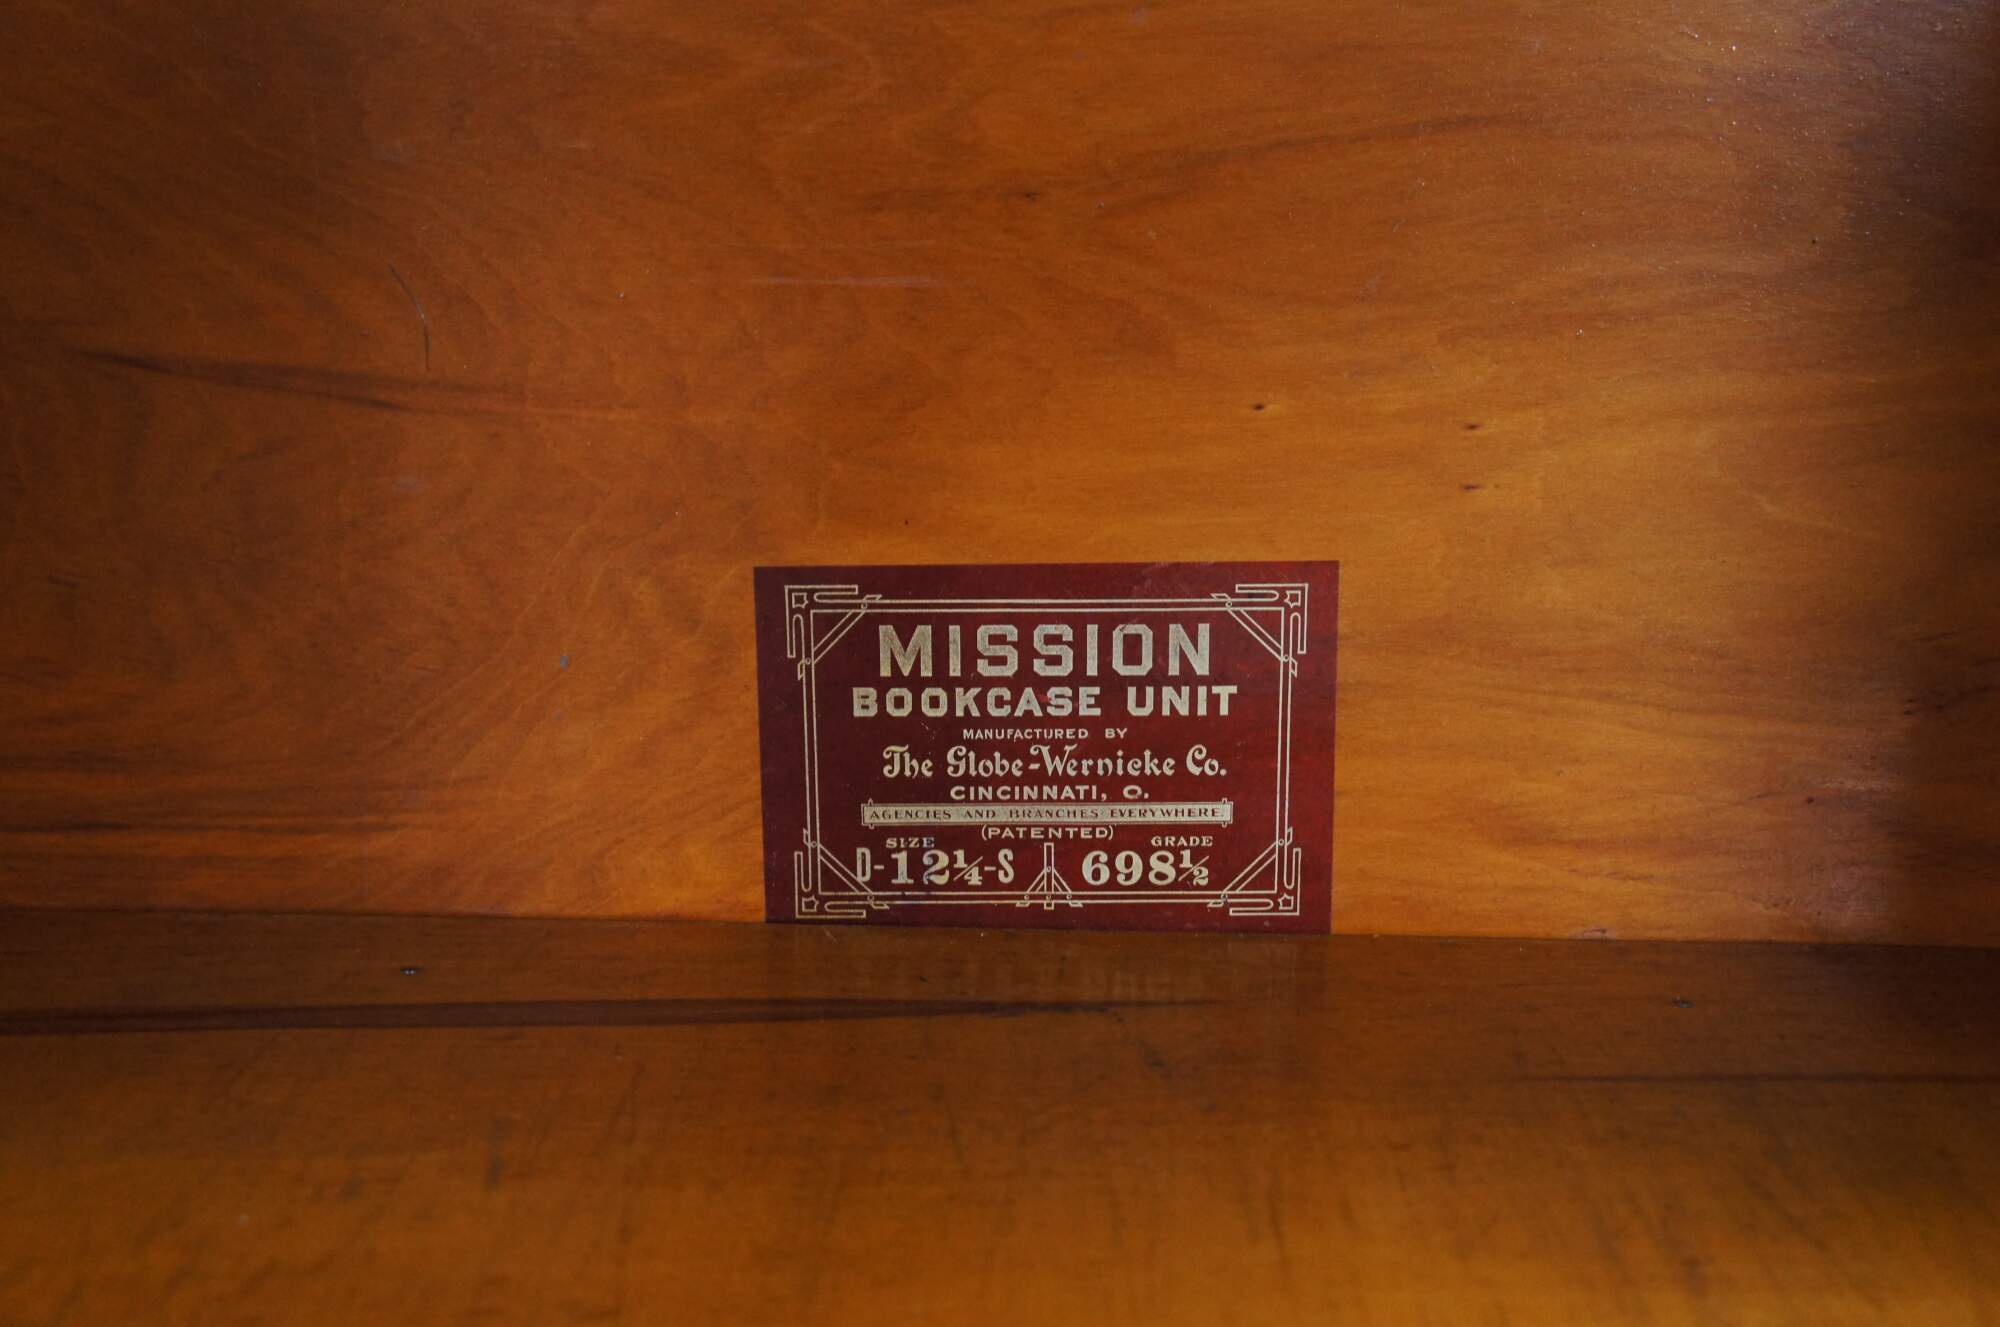 MISSION
BOOKCASE UNIT
MANUFACTURED BY
The Globe-Wernicke Co.
CINCINNATI, O.
AGENCIES AND BRANCHES EVERYWHERE.
(PATENTED)
SIZE GRADE
D-12¼-S 698½